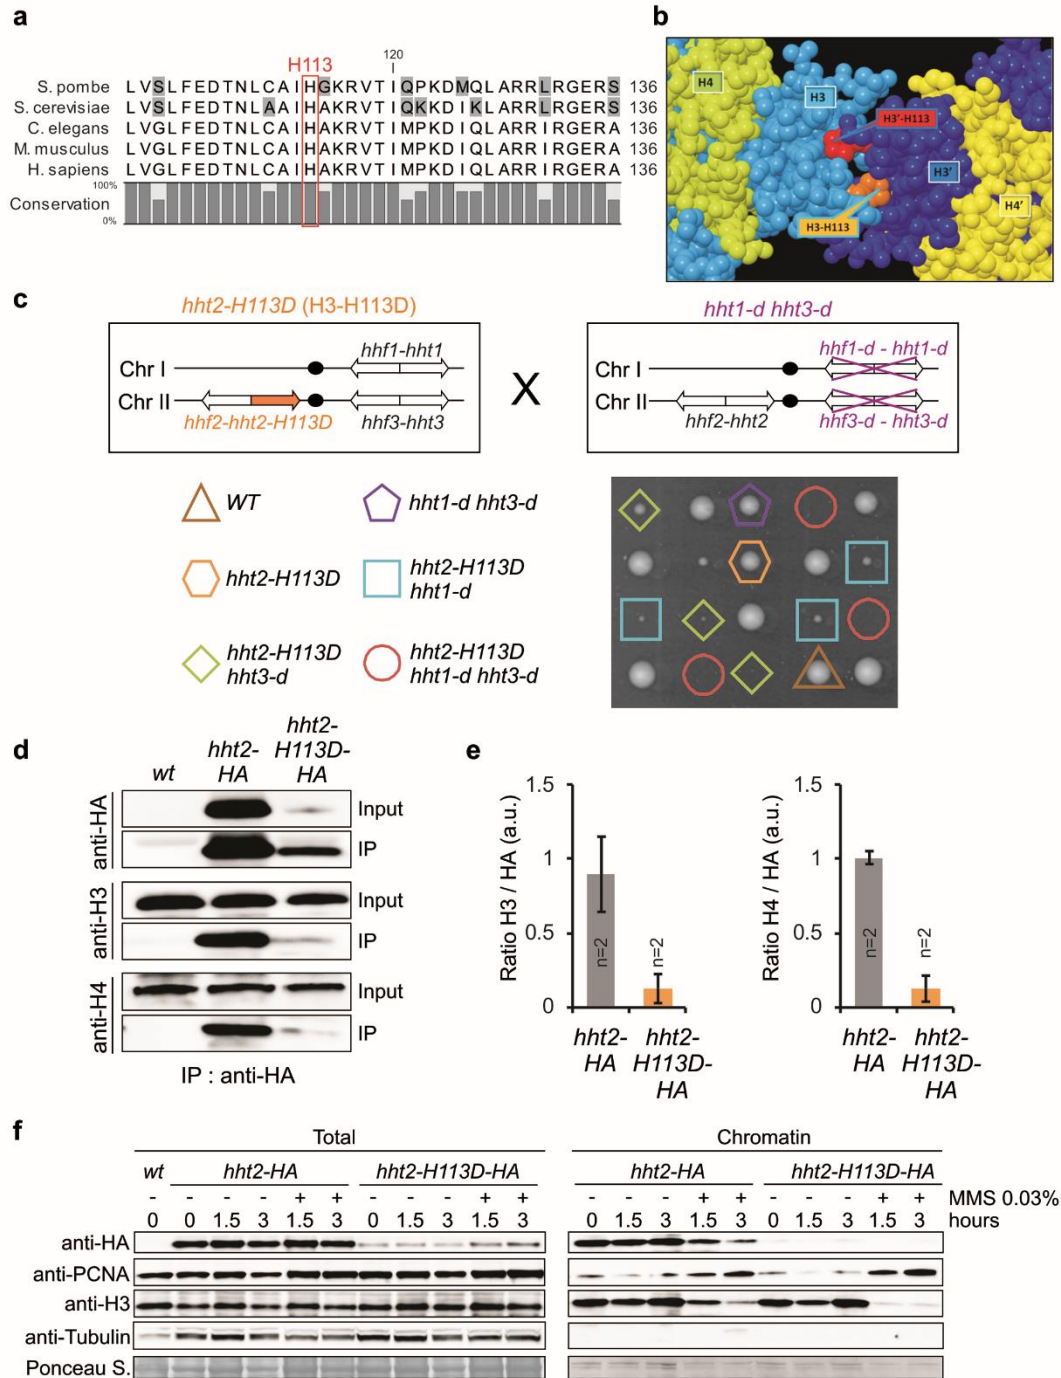 a
H113
120
S. pombe LVSLFEDTNLCAIHGKRVTIQPKDMQLARRLRGERS 136
S. cerevisiae LVSLFEDTNLAAIHAKRVTIQKKDIKLARRLRGERS 136
C. elegans LVGLFEDTNLCAIHAKRVTIMPKDIQLARRIRGERA 136
M. musculus LVGLFEDTNLCAIHAKRVTIMPKDIQLARRIRGERA 136
H. sapiens LVGLFEDTNLCAIHAKRVTIMPKDIQLARRIRGERA 136
100%
Conservation
0%
b
H4
H3
H3'-H113
H3'
H3-H113
H4'
c
hht2-H113D (H3-H113D)
Chr I
hhf1-hht1
Chr II
hhf2-hht2-H113D
hhf3-hht3
X
hht1-d hht3-d
Chr I
hhf1-d - hht1-d
Chr II
hhf2-hht2
hhf3-d - hht3-d
WT
hht1-d hht3-d
hht2-H113D
hht2-H113D
hht1-d
hht2-H113D
hht3-d
hht2-H113D
hht1-d hht3-d
d
wt
hht2-
HA
hht2-
H113D-
HA
anti-HA
Input
IP
anti-H3
Input
IP
anti-H4
Input
IP
IP : anti-HA
e
Ratio H3 / HA (a.u.)
1.5
1
0.5
0
n=2
n=2
hht2-
HA
hht2-
H113D-
HA
Ratio H4 / HA (a.u.)
1.5
1
0.5
0
n=2
n=2
hht2-
HA
hht2-
H113D-
HA
f
Total
wt hht2-HA hht2-H113D-HA
- - - - + + - - - + +
0 0 1.5 3 1.5 3 0 1.5 3 1.5 3
Chromatin
hht2-HA hht2-H113D-HA
- - - + + - - - + + MMS 0.03%
0 1.5 3 1.5 3 0 1.5 3 1.5 3 hours
anti-HA
anti-PCNA
anti-H3
anti-Tubulin
Ponceau S.